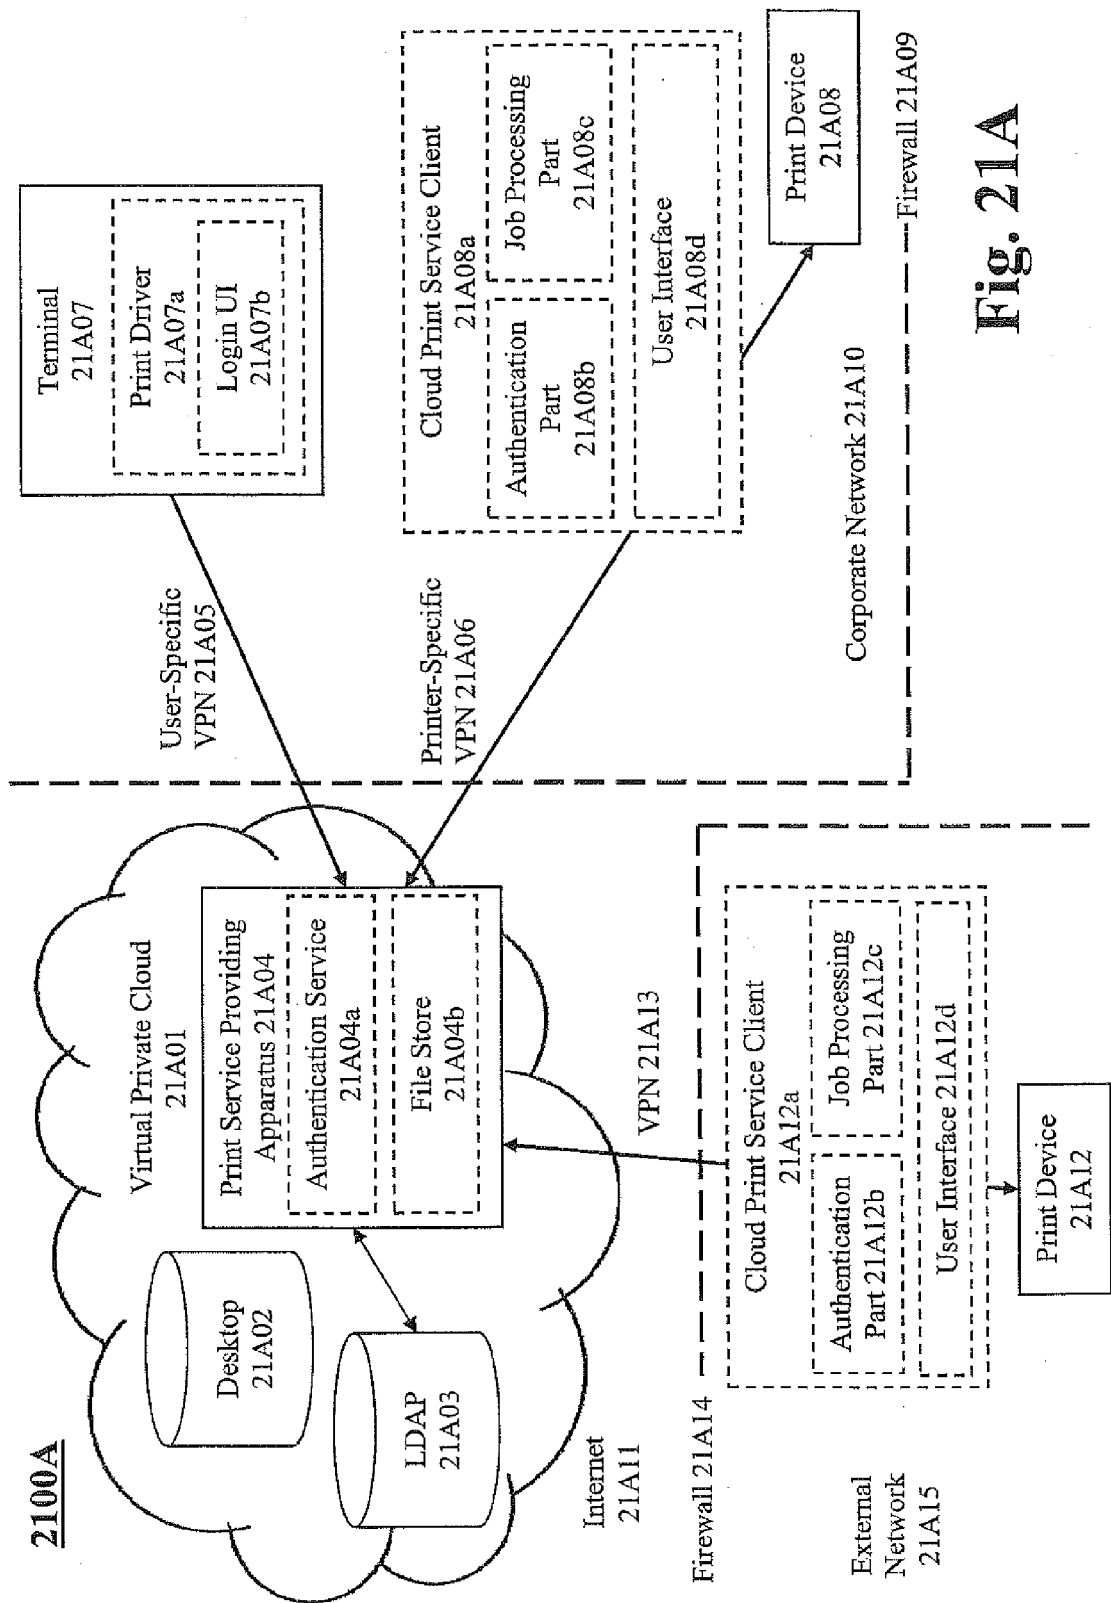 2100A
Virtual Private Cloud
21A01
Desktop
21A02
LDAP
21A03
Print Service Providing
Apparatus 21A04
Authentication Service
21A04a
File Store
21A04b
User-Specific
VPN 21A05
Printer-Specific
VPN 21A06
Terminal
21A07
Print Driver
21A07a
Login UI
21A07b
Cloud Print Service Client
21A08a
Authentication
Part
21A08b
Job Processing
Part
21A08c
User Interface
21A08d
Print Device
21A08
Corporate Network 21A10
Firewall 21A09
Internet
21A11
Firewall 21A14
VPN 21A13
External
Network
21A15
Cloud Print Service Client
21A12a
Authentication
Part 21A12b
Job Processing
Part 21A12c
User Interface 21A12d
Print Device
21A12
Fig. 21A